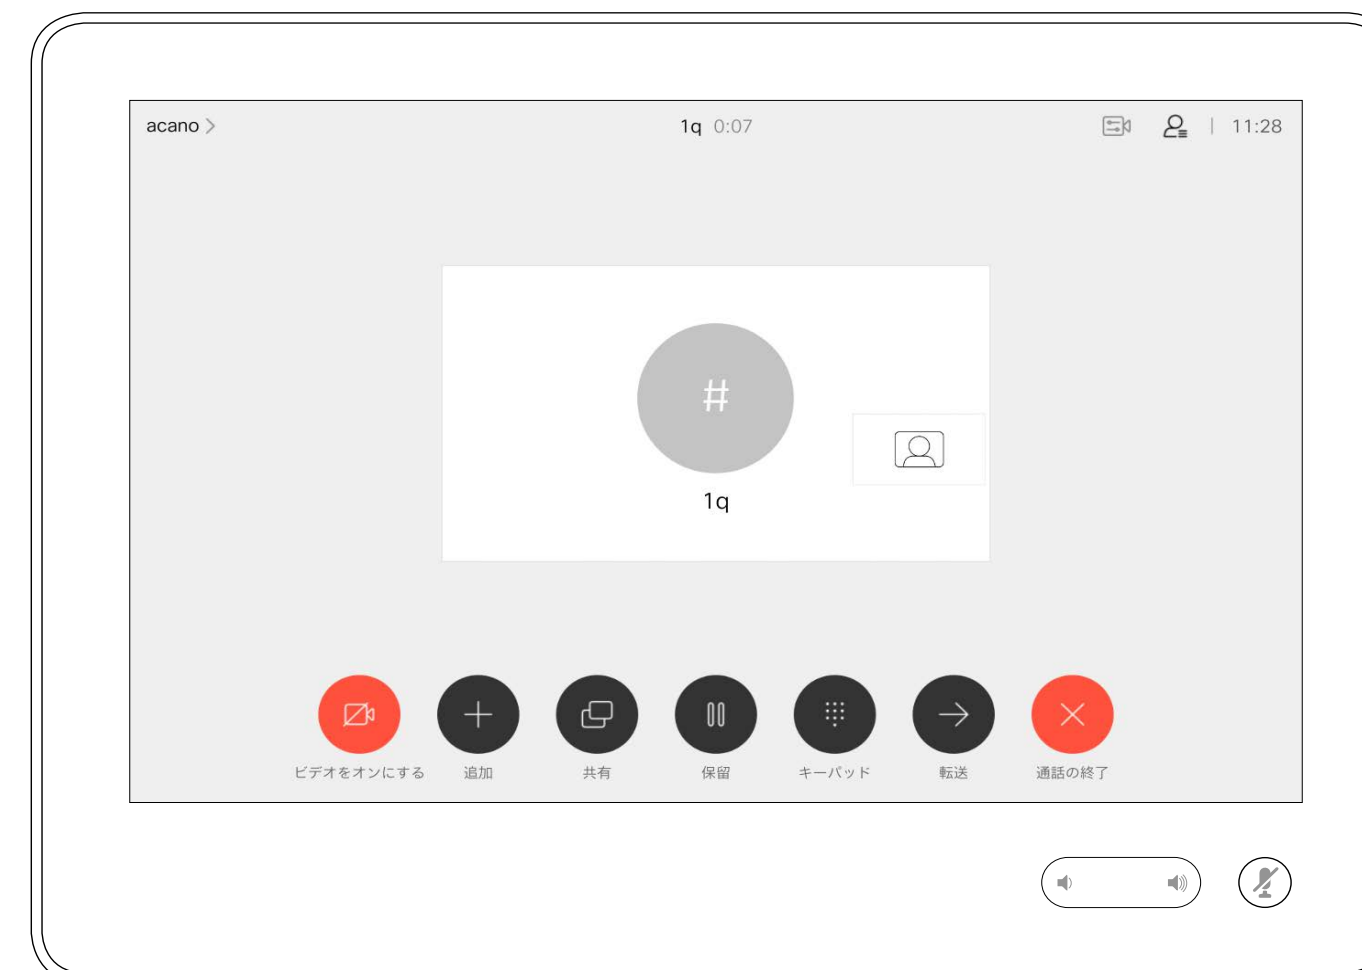 acano
1q 0:07
11:28
#
1q
ビデオをオンにする
追加
共有
保留
キーパッド
転送
通話の終了